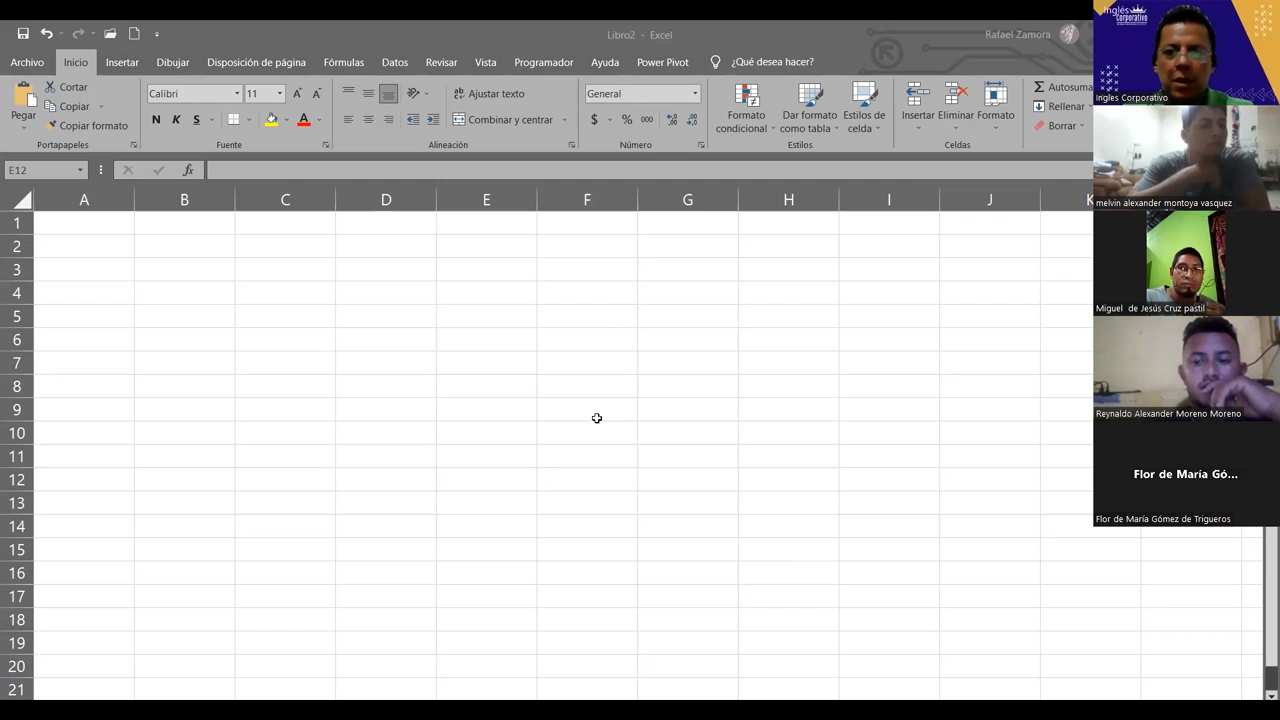 Libro2 - Excel
Rafael Zamora
Archivo Inicio Insertar Dibujar Disposición de página Fórmulas Datos Revisar Vista Programador Ayuda Power Pivot ¿Qué desea hacer?
Pegar
Cortar
Copiar
Copiar formato
Portapapeles
Calibri 11
N K S
Fuente
Ajustar texto
Combinar y centrar
Alineación
General
$ % 000
Número
Formato condicional
Dar formato como tabla
Estilos de celda
Estilos
Insertar Eliminar Formato
Celdas
Autosuma
Rellenar
Borrar
E12
fx
A B C D E F G H I J K
1
2
3
4
5
6
7
8
9
10
11
12
13
14
15
16
17
18
19
20
21
Inglés
Corporativo
Ingles Corporativo
melvin alexander montoya vasquez
Miguel de Jesús Cruz pastil
Reynaldo Alexander Moreno Moreno
Flor de María Gó...
Flor de María Gómez de Trigueros